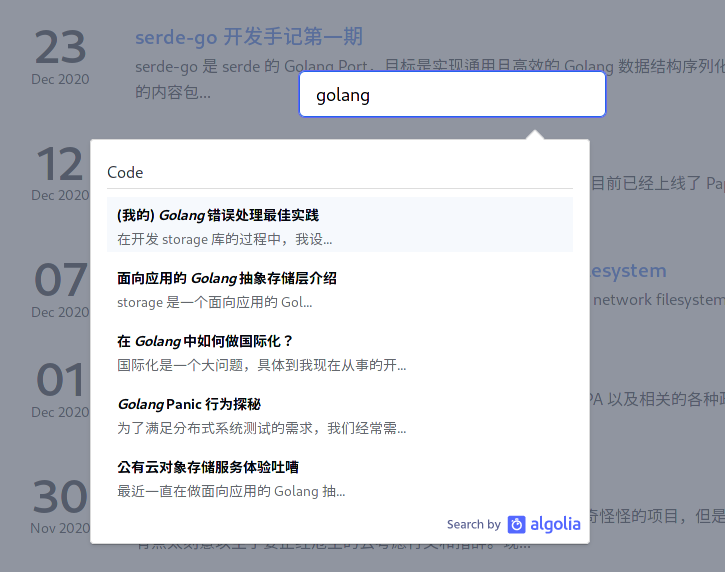 23
Dec 2020
serde-go 开发手记第一期
serde-go 是 serde 的 Golang Port，目标是实现通用且高效的 Golang 数据结构序列化
的内容包...
golang
12
Dec 2020
目前已经上线了 Pap
Code
(我的) Golang 错误处理最佳实践
在开发 storage 库的过程中，我设...
07
Dec 2020
面向应用的 Golang 抽象存储层介绍
storage 是一个面向应用的 Gol...
esystem
network filesystem
在 Golang 中如何做国际化？
国际化是一个大问题，具体到我现在从事的开...
01
Dec 2020
Golang Panic 行为探秘
为了满足分布式系统测试的需求，我们经常需...
PA 以及相关的各种
30
Nov 2020
公有云对象存储服务体验吐嘈
最近一直在做面向应用的 Golang 抽...
奇怪怪的项目，但是
Search by algolia